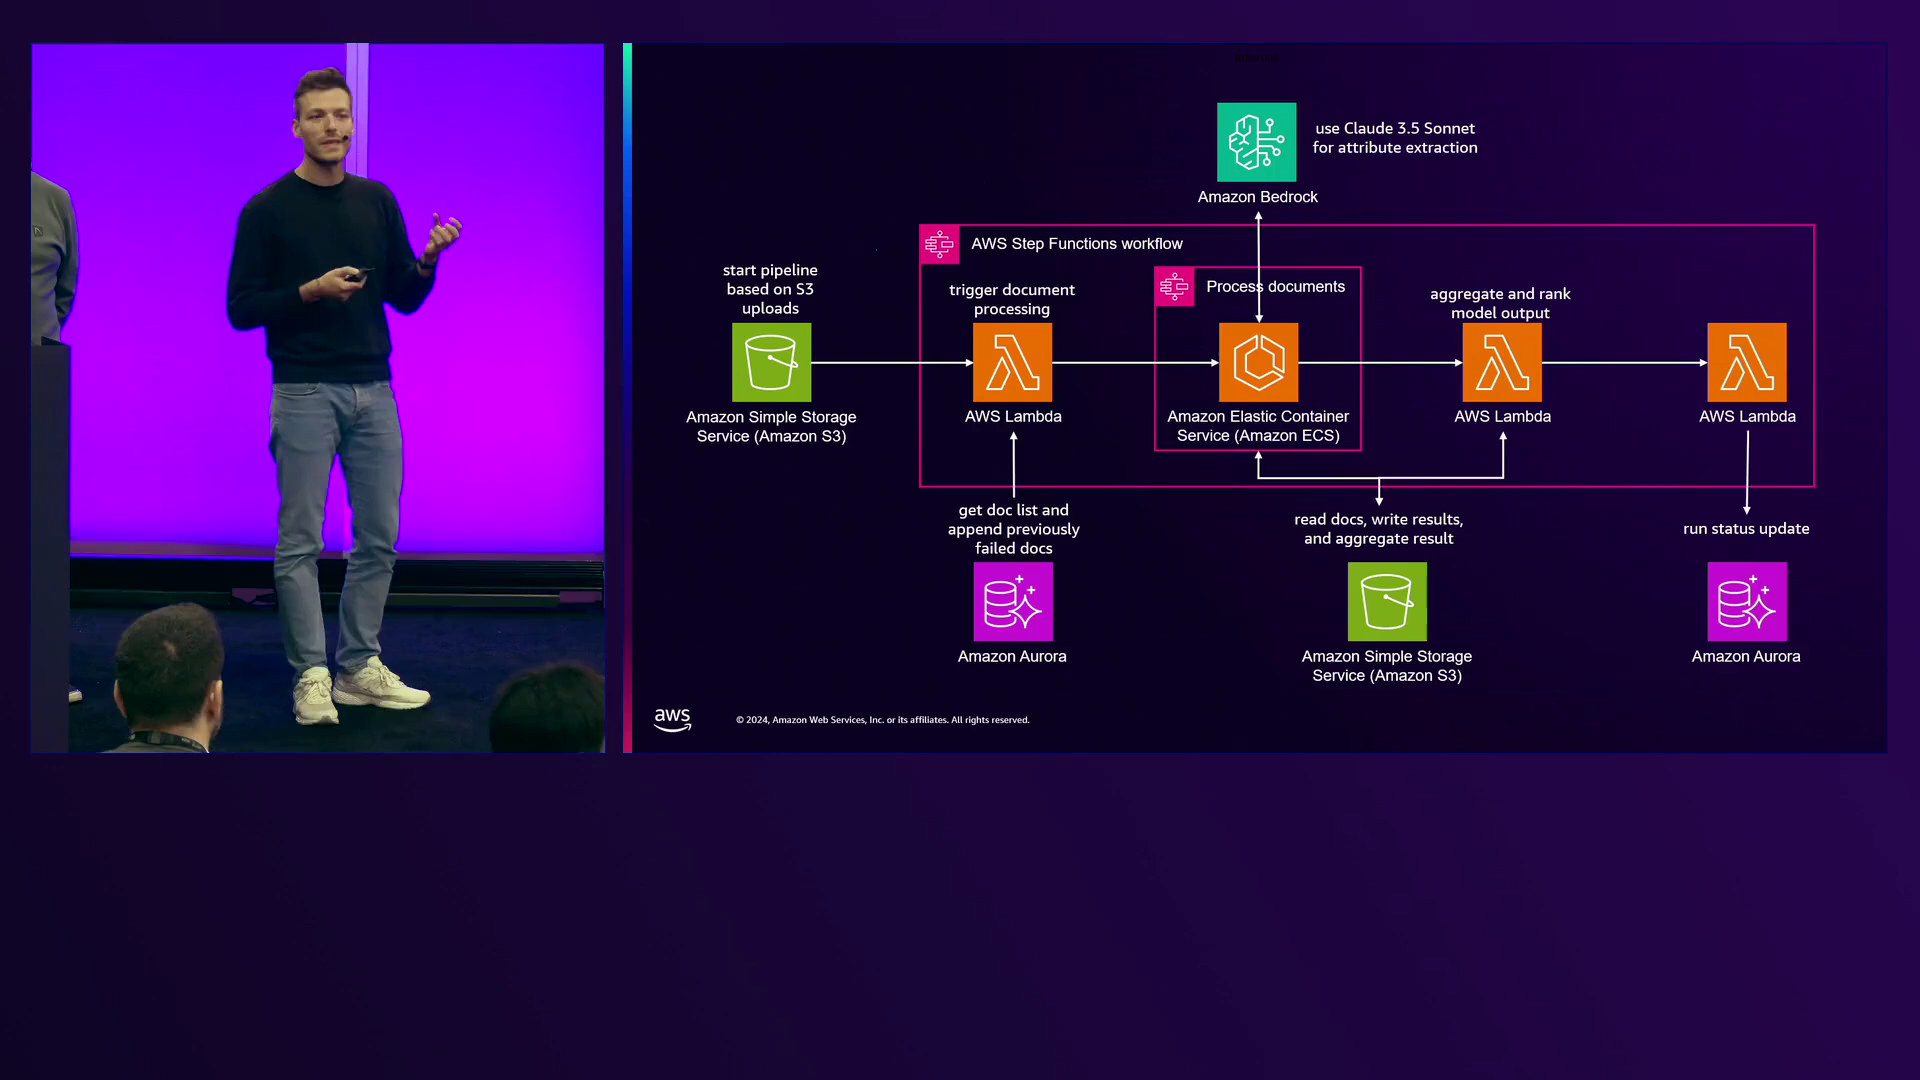 use Claude 3.5 Sonnet
for attribute extraction
Amazon Bedrock
AWS Step Functions workflow
start pipeline
based on S3
uploads
trigger document
processing
Process documents
aggregate and rank
model output
Amazon Simple Storage
Service (Amazon S3)
AWS Lambda
Amazon Elastic Container
Service (Amazon ECS)
AWS Lambda
AWS Lambda
get doc list and
append previously
failed docs
read docs, write results,
and aggregate result
run status update
Amazon Aurora
Amazon Simple Storage
Service (Amazon S3)
Amazon Aurora
aws
© 2024, Amazon Web Services, Inc. or its affiliates. All rights reserved.